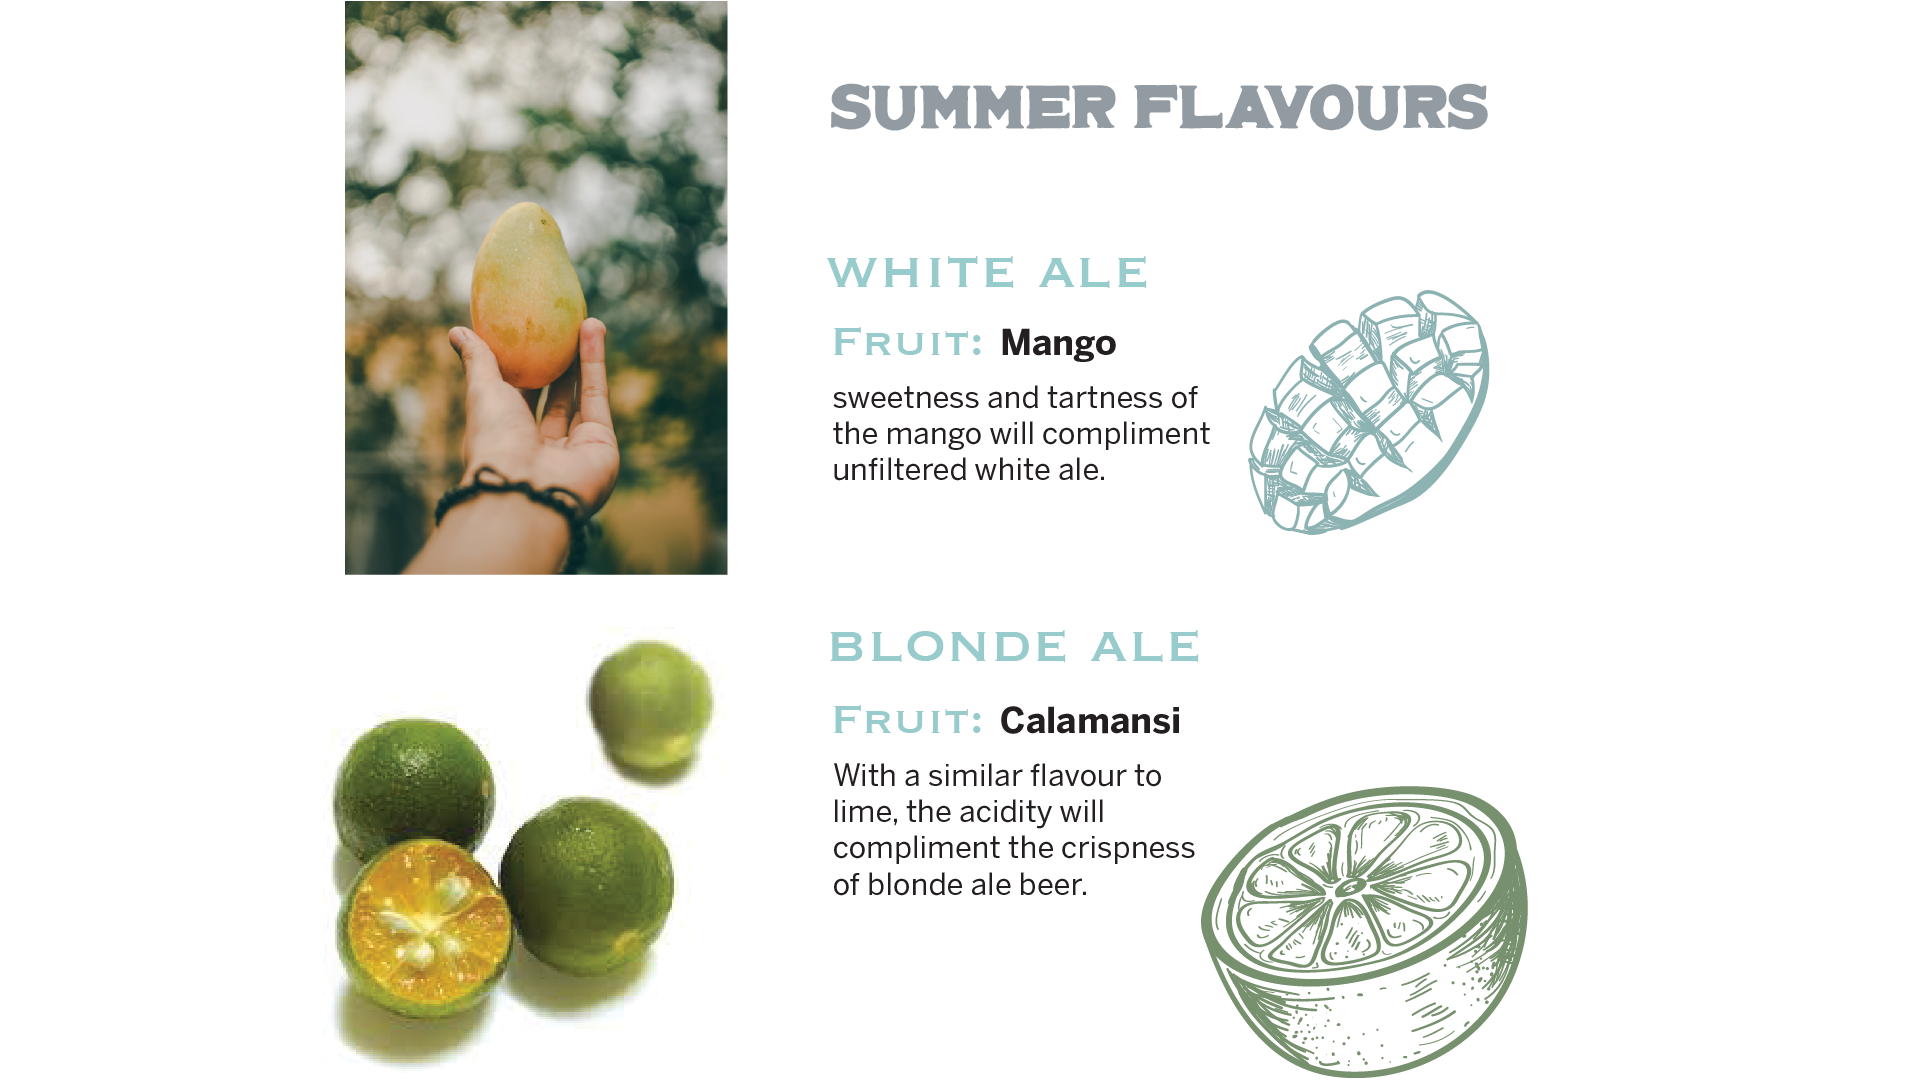 SUMMER FLAVOURS
WHITE ALE
FRUIT: Mango
sweetness and tartness of
the mango will compliment
unfiltered white ale.
BLONDE ALE
FRUIT: Calamansi
With a similar flavour to
lime, the acidity will
compliment the crispness
of blonde ale beer.